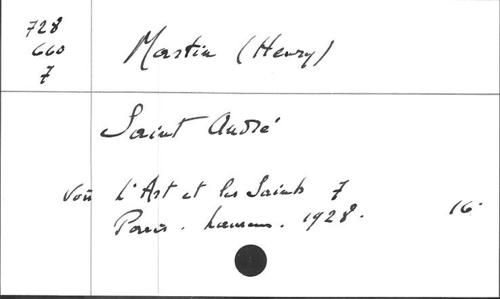 728
660
7
Martin (Henry)
Saint André
Voir L'Art et les Saints 7
Paris. Laurens. 1928. 16.